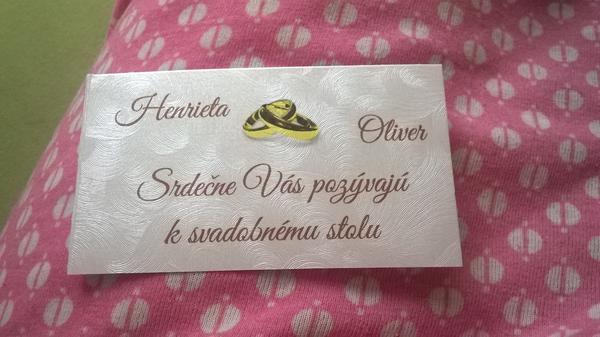 Henrieta
Oliver
Srdečne Vás pozývajú
k svadobnému stolu